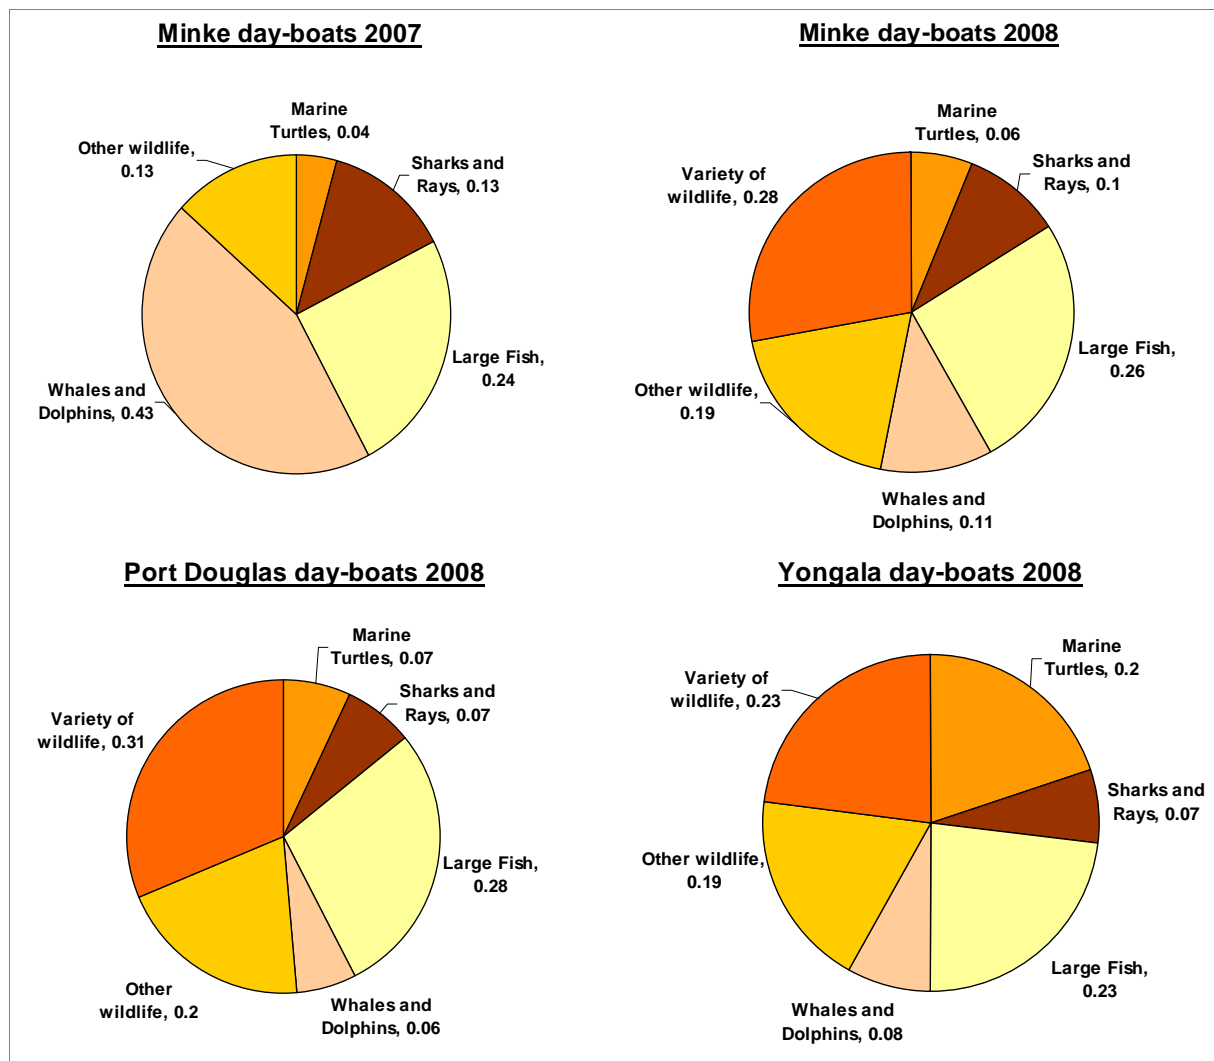 Minke day-boats 2007
Marine
Turtles, 0.04
Sharks and
Rays, 0.13
Large Fish,
0.24
Whales and
Dolphins, 0.43
Other wildlife,
0.13
Minke day-boats 2008
Marine
Turtles, 0.06
Sharks and
Rays, 0.1
Large Fish,
0.26
Whales and
Dolphins, 0.11
Other wildlife,
0.19
Variety of
wildlife, 0.28
Port Douglas day-boats 2008
Marine
Turtles, 0.07
Sharks and
Rays, 0.07
Large Fish,
0.28
Whales and
Dolphins, 0.06
Other
wildlife, 0.2
Variety of
wildlife, 0.31
Yongala day-boats 2008
Marine
Turtles, 0.2
Sharks and
Rays, 0.07
Large Fish,
0.23
Whales and
Dolphins, 0.08
Other wildlife,
0.19
Variety of
wildlife, 0.23